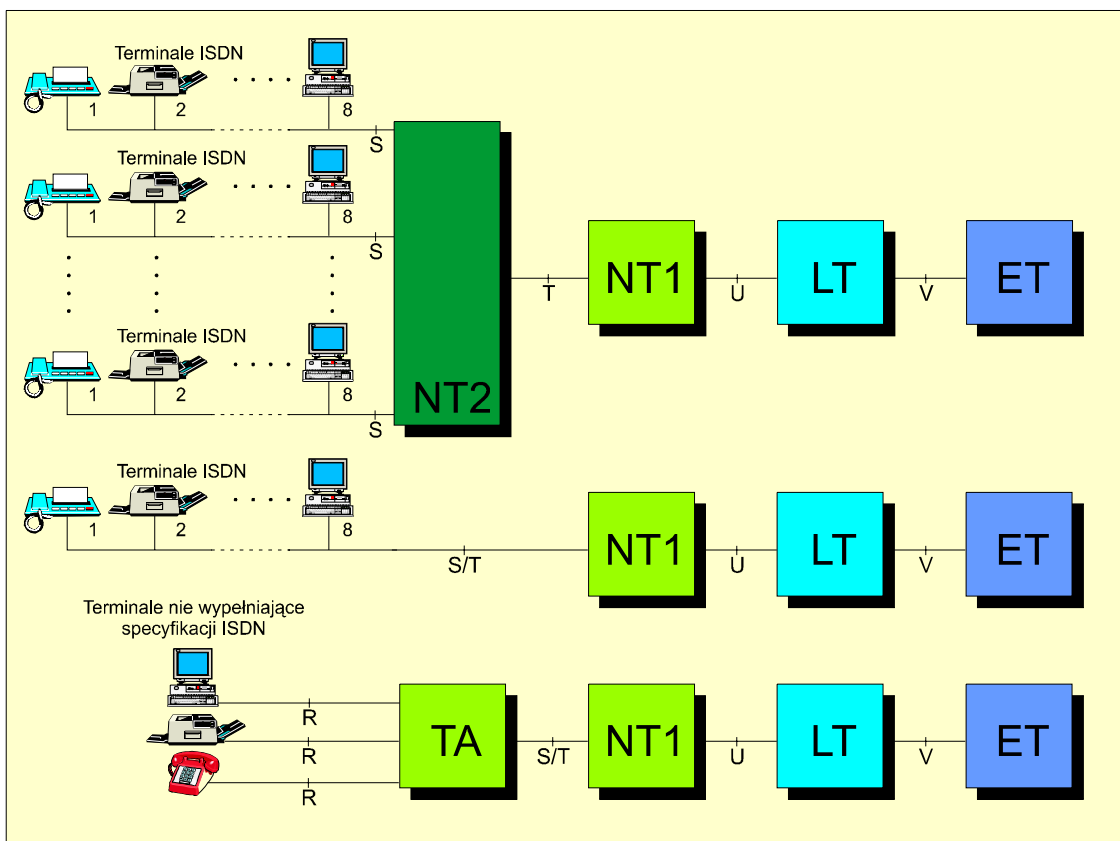 Terminale ISDN
1 2 8
S
Terminale ISDN
1 2 8
S
Terminale ISDN
1 2 8
S
NT2
T
NT1
U
LT
V
ET
Terminale ISDN
1 2 8
S/T
NT1
U
LT
V
ET
Terminale nie wypełniające
specyfikacji ISDN
R
R
R
TA
S/T
NT1
U
LT
V
ET